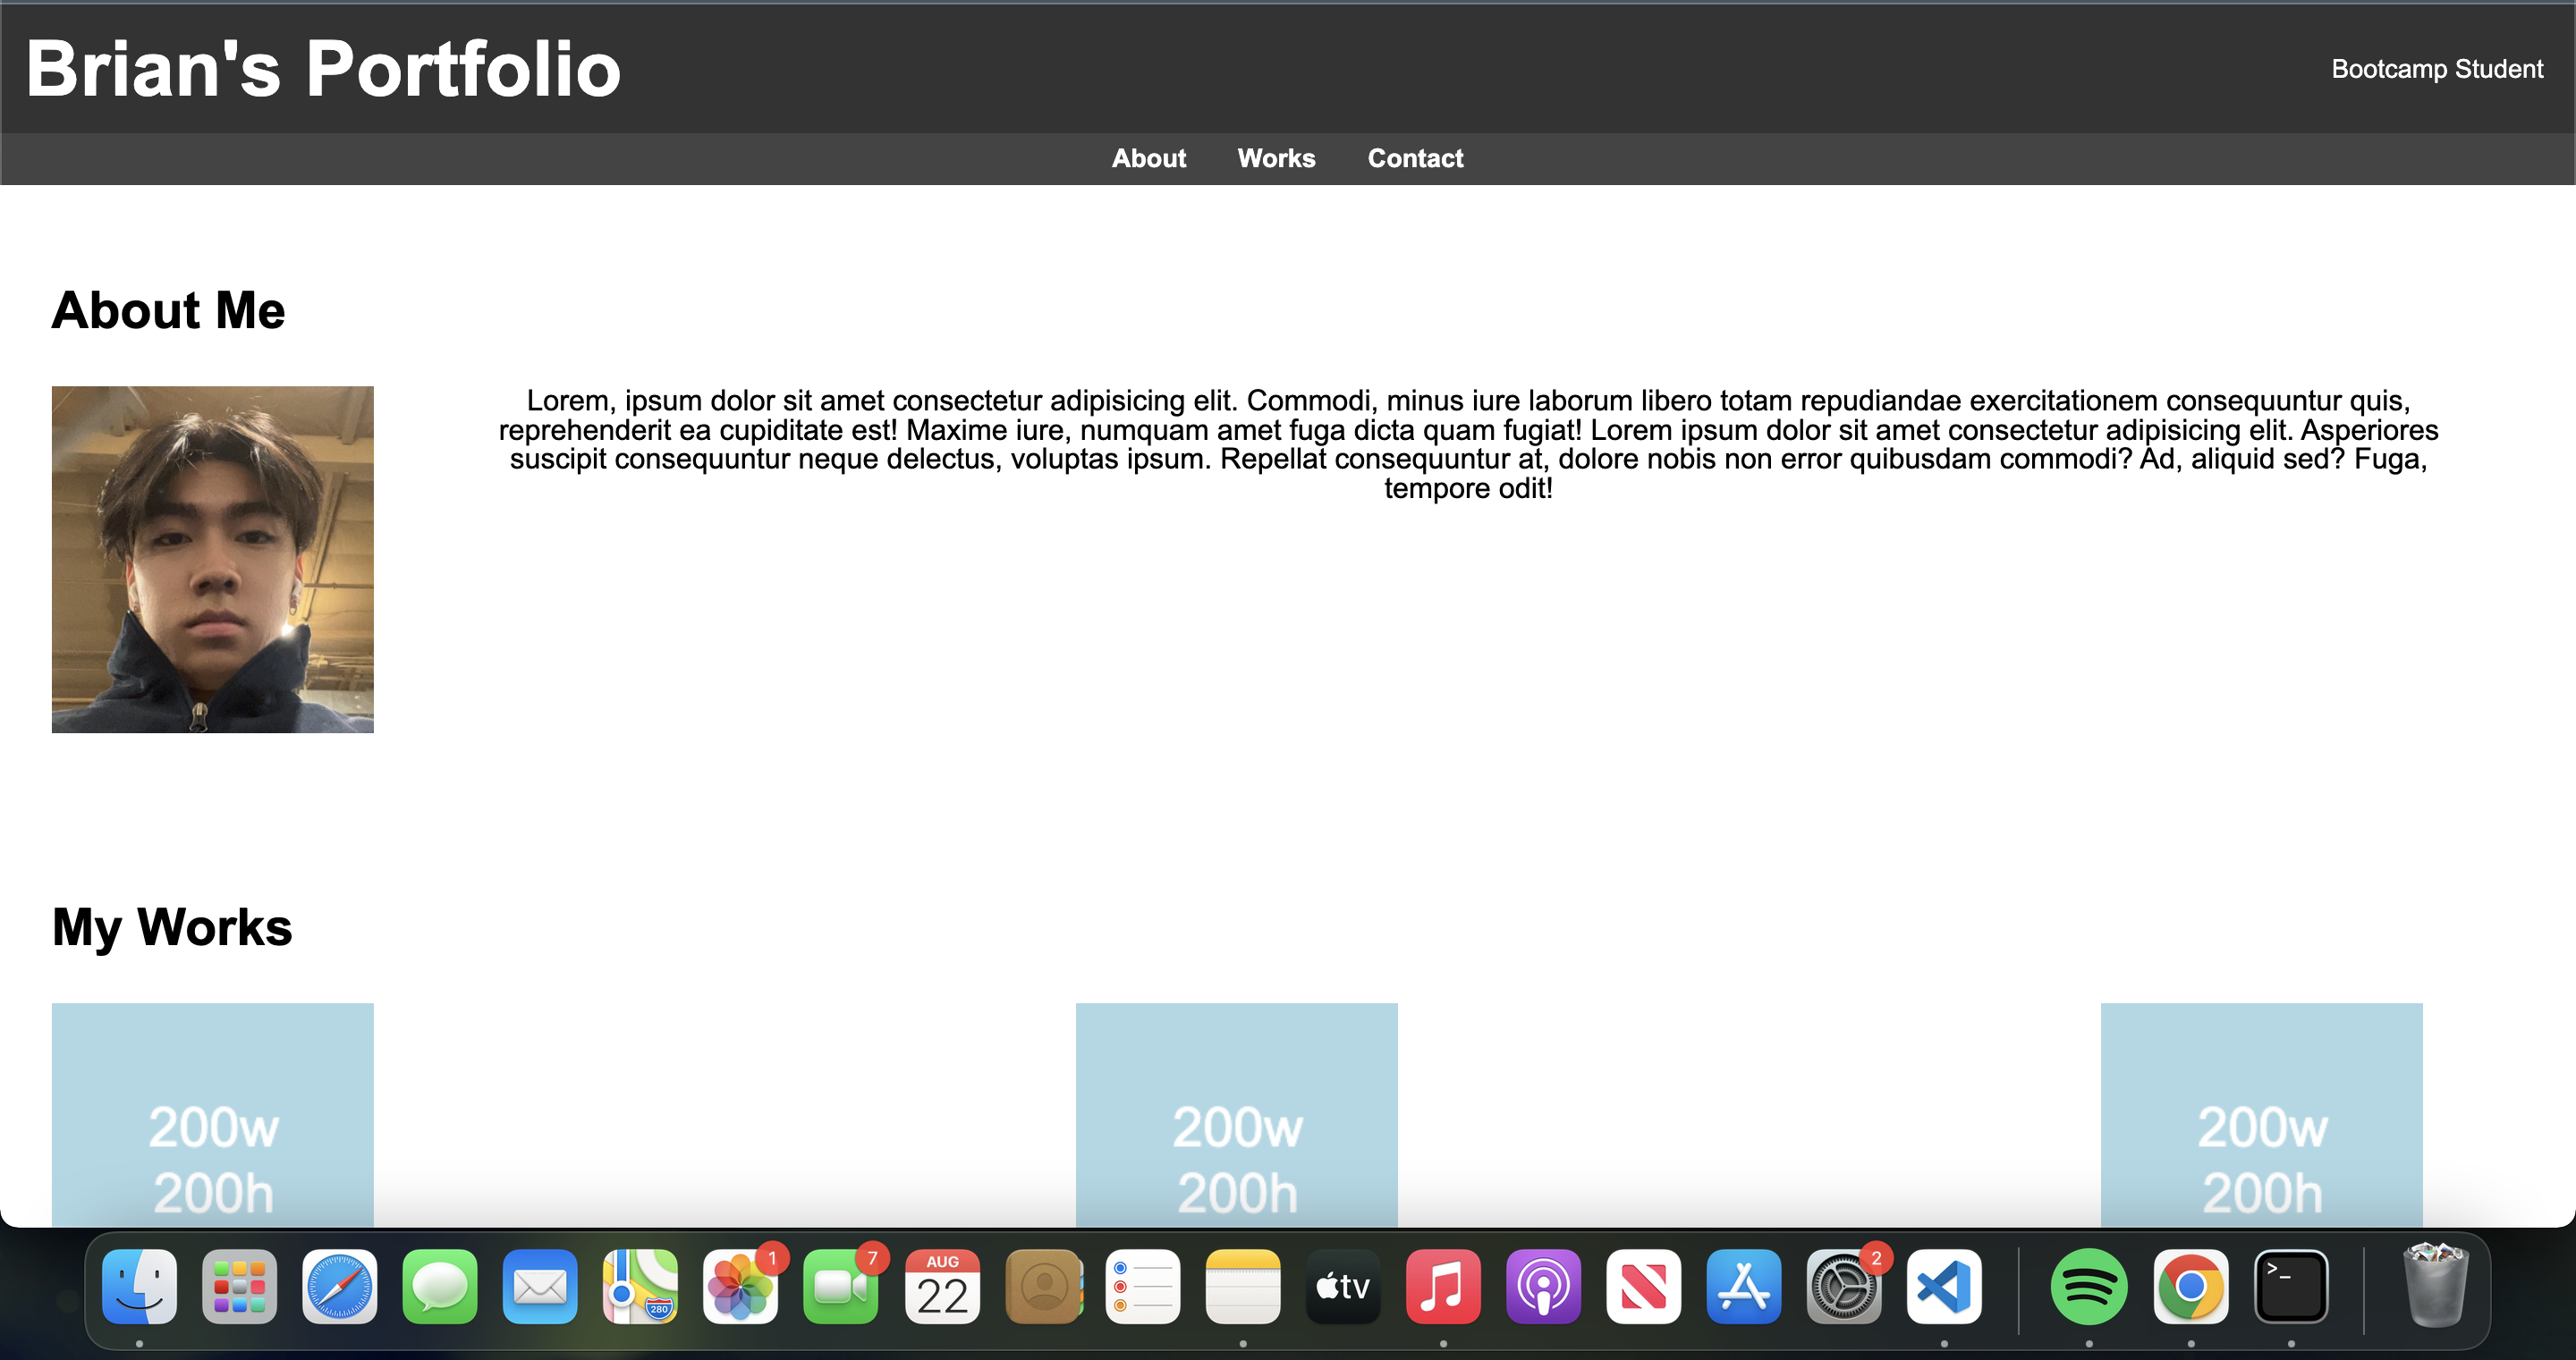 Brian's Portfolio
Bootcamp Student
About Works Contact
About Me
Lorem, ipsum dolor sit amet consectetur adipisicing elit. Commodi, minus iure laborum libero totam repudiandae exercitationem consequuntur quis,
reprehenderit ea cupiditate est! Maxime iure, numquam amet fuga dicta quam fugiat! Lorem ipsum dolor sit amet consectetur adipisicing elit. Asperiores
suscipit consequuntur neque delectus, voluptas ipsum. Repellat consequuntur at, dolore nobis non error quibusdam commodi? Ad, aliquid sed? Fuga,
tempore odit!
My Works
200w
200h
200w
200h
200w
200h
280
1
7
AUG
22
tv
2
>_